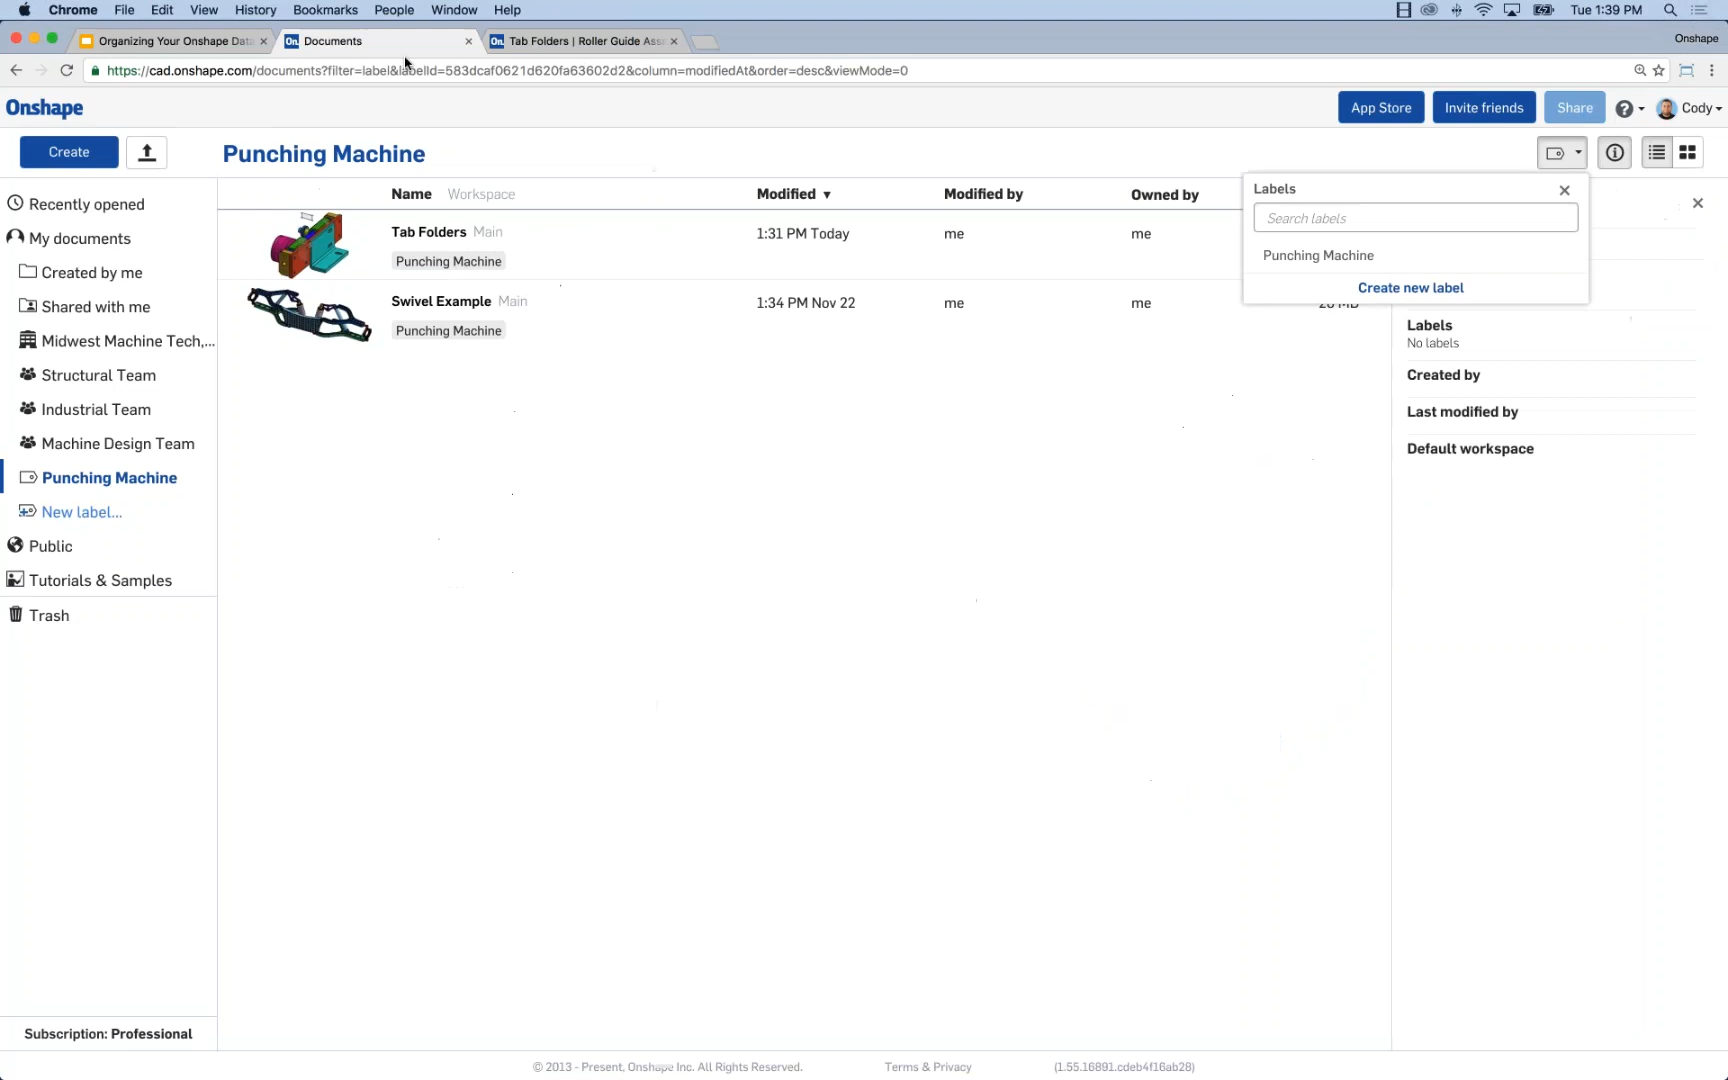 Chrome File Edit View History Bookmarks People Window Help Tue 1:39 PM
Organizing Your Onshape Data Documents Tab Folders | Roller Guide Ass Onshape
https://cad.onshape.com/documents?filter=label&labelId=583dcaf0621d620fa63602d2&column=modifiedAt&order=desc&viewMode=0
Onshape App Store Invite friends Share Cody
Create Punching Machine
Name Workspace Modified ▼ Modified by Owned by
Labels
Search labels
Punching Machine
Create new label
Recently opened
My documents
Created by me
Shared with me
Midwest Machine Tech,...
Structural Team
Industrial Team
Machine Design Team
Punching Machine
New label...
Public
Tutorials & Samples
Trash
Tab Folders Main 1:31 PM Today me me
Punching Machine
Swivel Example Main 1:34 PM Nov 22 me me
Punching Machine
Labels
No labels
Created by
Last modified by
Default workspace
Subscription: Professional
© 2013 - Present, Onshape Inc. All Rights Reserved. Terms & Privacy (1.55.16891.cdeb4f16ab28)